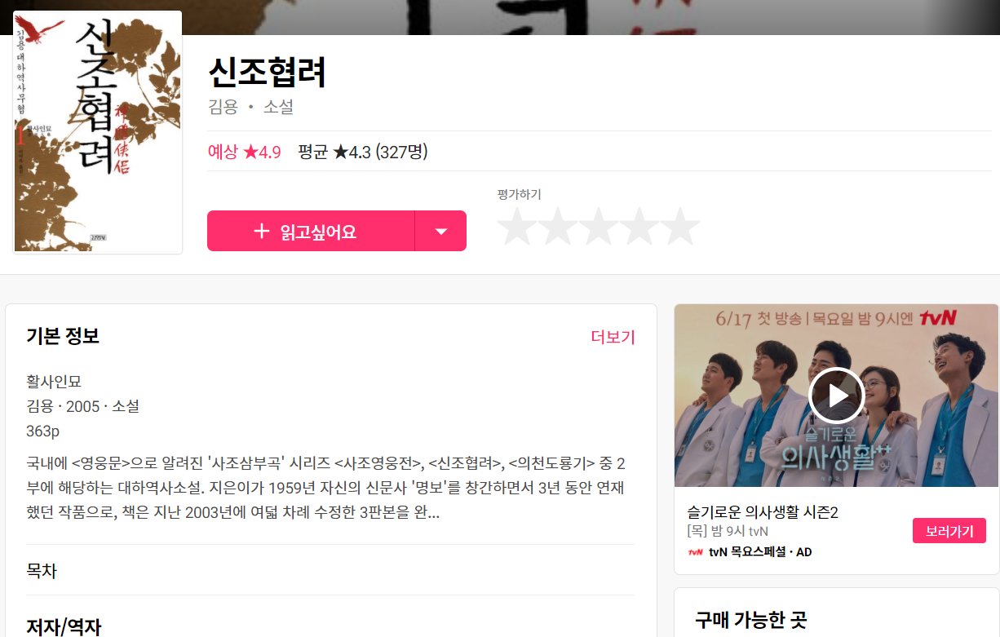 신조협려
김용 대하역사무협
神鵰俠侶
1
활사인묘
김영사
신조협려
김용 · 소설
예상 ★4.9 평균 ★4.3 (327명)
평가하기
+ 읽고싶어요
기본 정보
더보기
활사인묘
김용 · 2005 · 소설
363p
국내에 <영웅문>으로 알려진 '사조삼부곡' 시리즈 <사조영웅전>, <신조협려>, <의천도룡기> 중 2
부에 해당하는 대하역사소설. 지은이가 1959년 자신의 신문사 '명보'를 창간하면서 3년 동안 연재
했던 작품으로, 책은 지난 2003년에 여덟 차례 수정한 3판본을 완...
목차
저자/역자
6/17 첫 방송 | 목요일 밤 9시엔 tvN
슬기로운
의사생활
슬기로운 의사생활 시즌2
[목] 밤 9시 tvN
tvN tvN 목요스페셜 · AD
보러가기
구매 가능한 곳